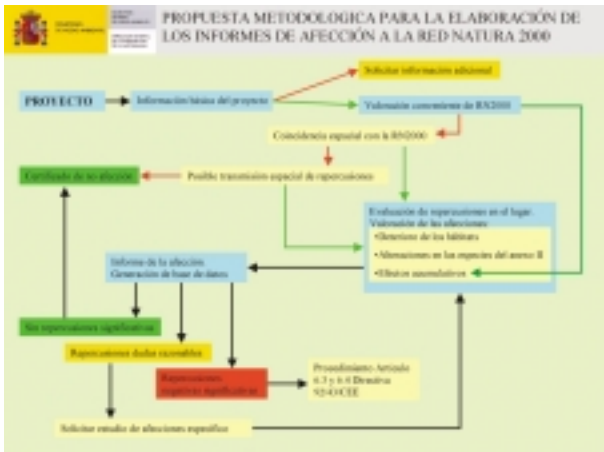 PROPUESTA METODOLOGICA PARA LA ELABORACIÓN DE
LOS INFORMES DE AFECCIÓN A LA RED NATURA 2000
Solicitar información adicional
PROYECTO
Información básica del proyecto
Valoración conveniente de RN2000
Coincidencia espacial con la RN2000
Certificado de no afección
Posible transmisión espacial de repercusiones
Evaluación de repercusiones en el lugar.
Valoración de las afecciones:
•Deterioro de los hábitats
•Alteraciones en las especies del anexo II
•Efectos acumulativos
Informe de la afección.
Generación de base de datos
Sin repercusiones significativas
Repercusiones dudas razonables
Repercusiones
negativas significativas
Procedimiento Artículo
6.3 y 6.4 Directiva
92/43/CEE
Solicitar estudio de afecciones específico